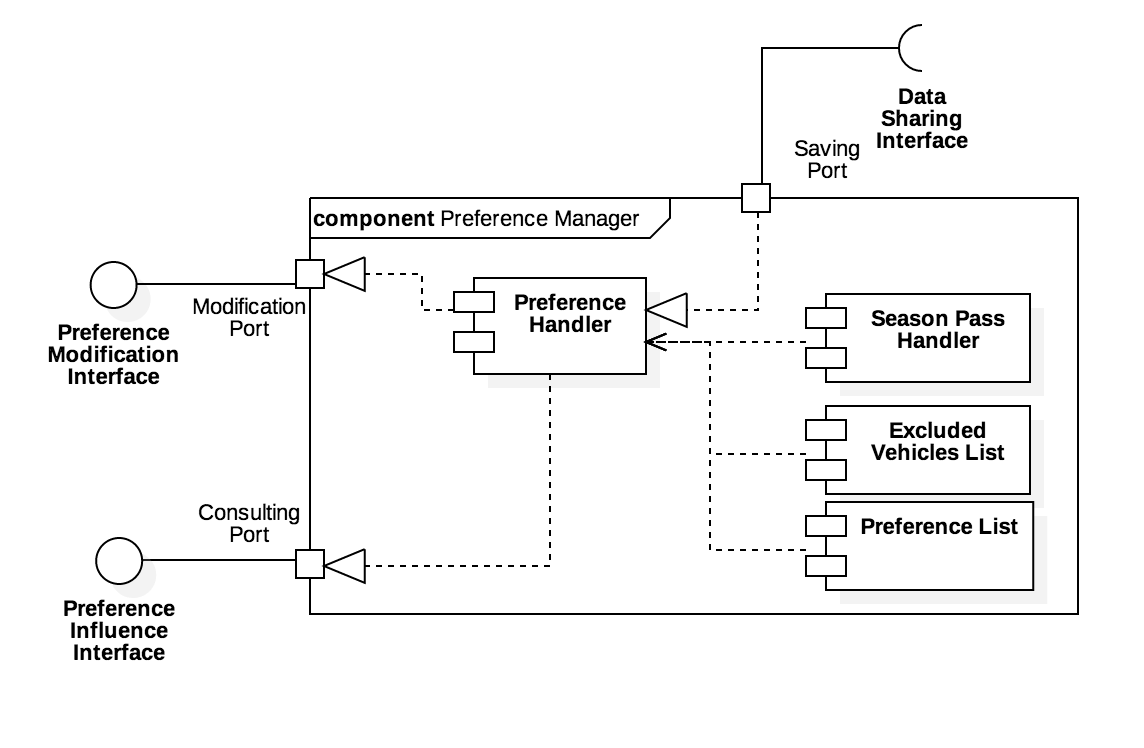 Data
Sharing
Interface
Saving
Port
component Preference Manager
Modification
Port
Preference
Modification
Interface
Preference
Handler
Season Pass
Handler
Excluded
Vehicles List
Preference List
Consulting
Port
Preference
Influence
Interface